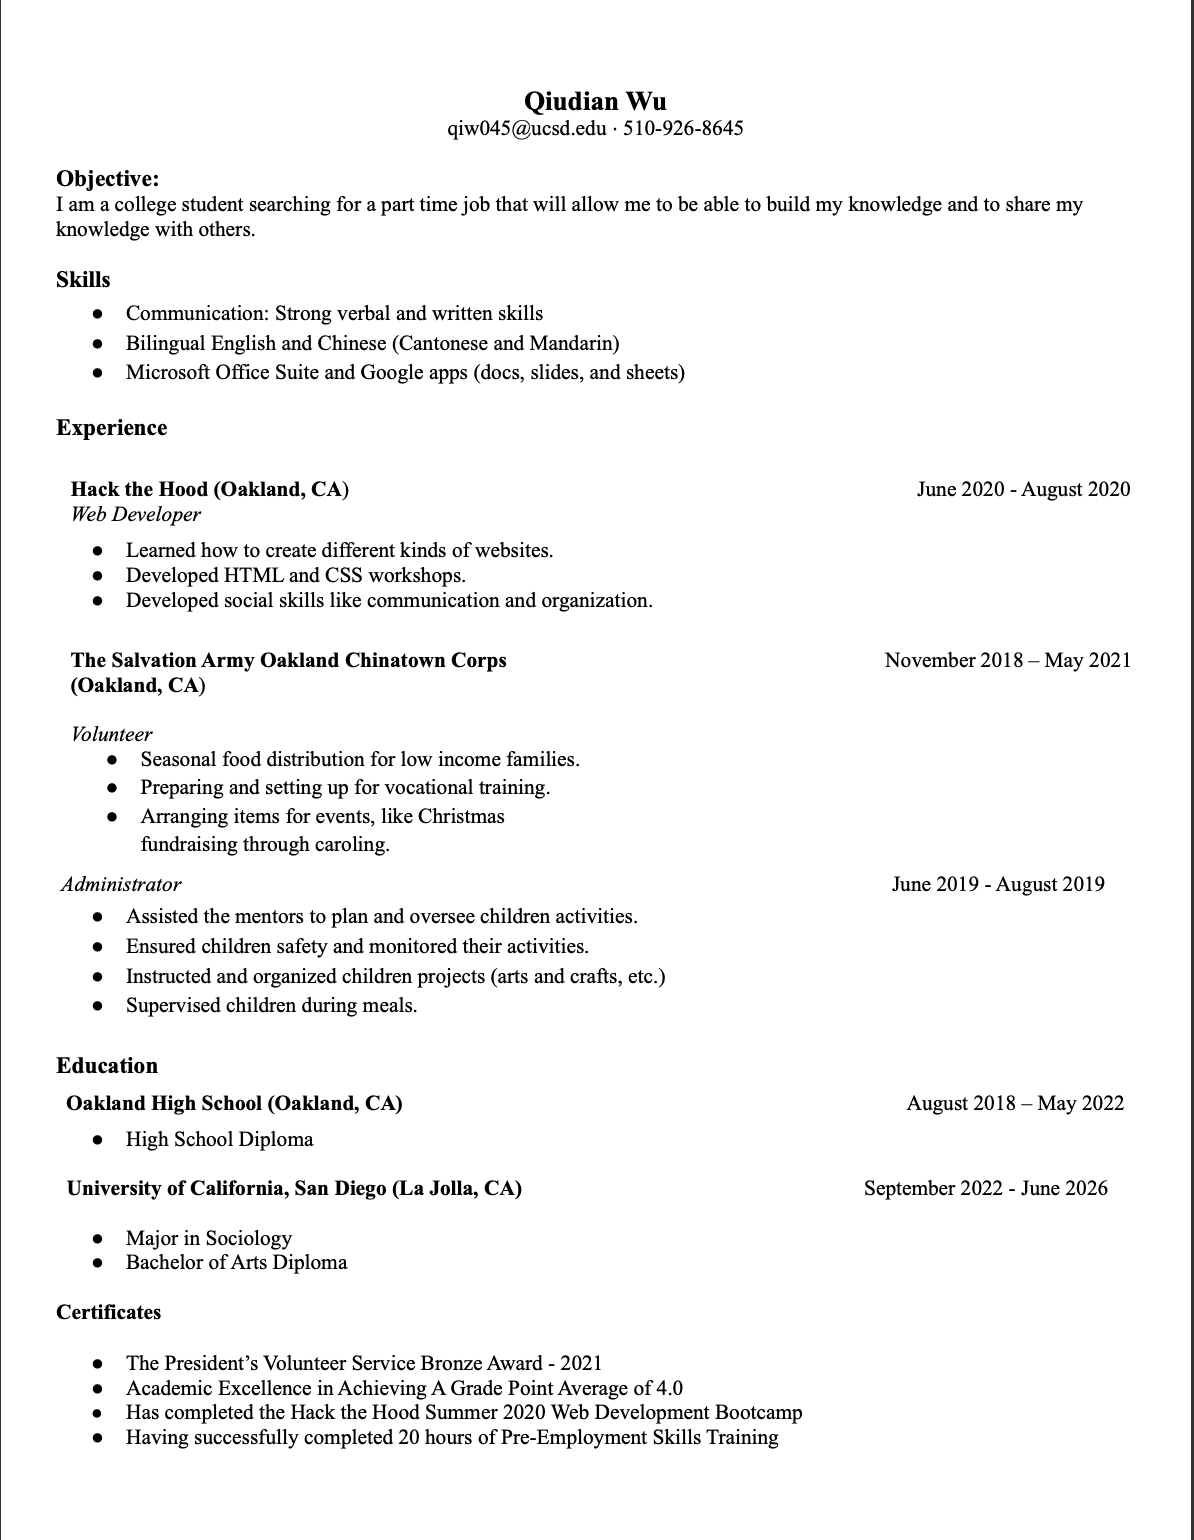 Qiudian Wu
qiw045@ucsd.edu · 510-926-8645
Objective:
I am a college student searching for a part time job that will allow me to be able to build my knowledge and to share my
knowledge with others.
Skills
● Communication: Strong verbal and written skills
● Bilingual English and Chinese (Cantonese and Mandarin)
● Microsoft Office Suite and Google apps (docs, slides, and sheets)
Experience
Hack the Hood (Oakland, CA) June 2020 - August 2020
Web Developer
● Learned how to create different kinds of websites.
● Developed HTML and CSS workshops.
● Developed social skills like communication and organization.
The Salvation Army Oakland Chinatown Corps November 2018 – May 2021
(Oakland, CA)
Volunteer
● Seasonal food distribution for low income families.
● Preparing and setting up for vocational training.
● Arranging items for events, like Christmas
fundraising through caroling.
Administrator June 2019 - August 2019
● Assisted the mentors to plan and oversee children activities.
● Ensured children safety and monitored their activities.
● Instructed and organized children projects (arts and crafts, etc.)
● Supervised children during meals.
Education
Oakland High School (Oakland, CA) August 2018 – May 2022
● High School Diploma
University of California, San Diego (La Jolla, CA) September 2022 - June 2026
● Major in Sociology
● Bachelor of Arts Diploma
Certificates
● The President’s Volunteer Service Bronze Award - 2021
● Academic Excellence in Achieving A Grade Point Average of 4.0
● Has completed the Hack the Hood Summer 2020 Web Development Bootcamp
● Having successfully completed 20 hours of Pre-Employment Skills Training